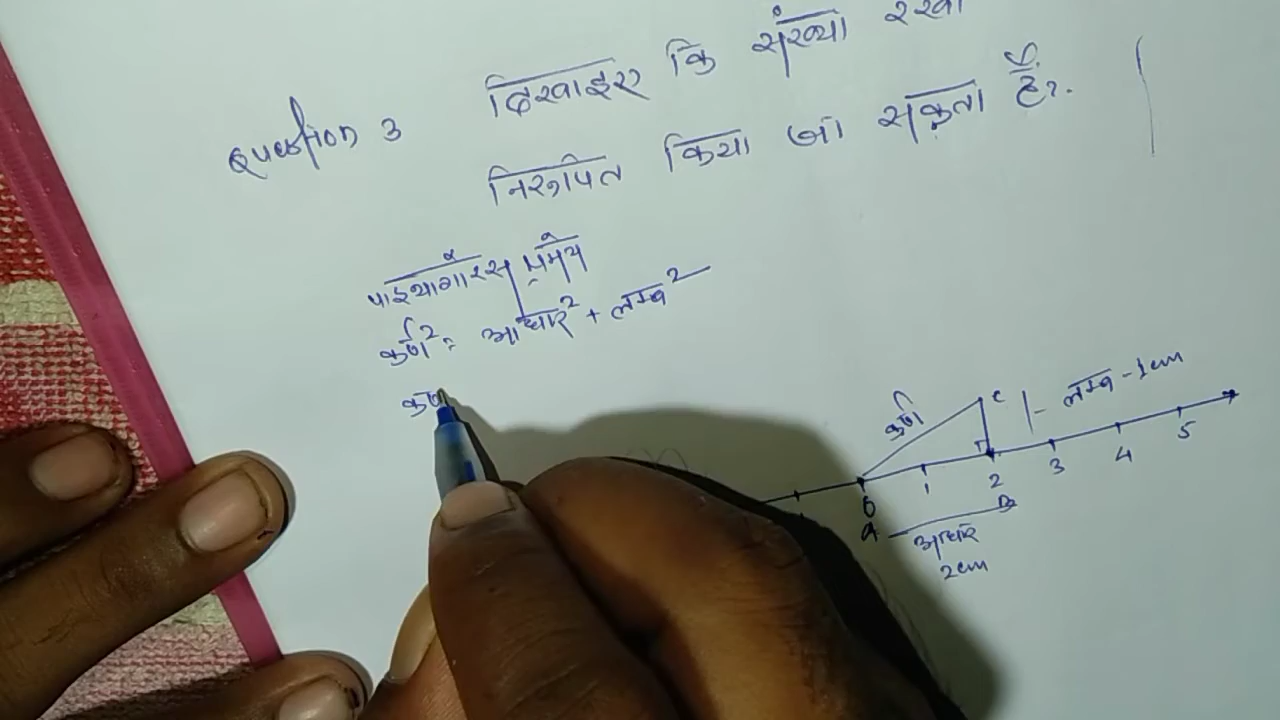 Question 3 दिखाइए कि संख्या रेखा
निरूपित किया जा सकता है?.
पाइथागोरस प्रमेय
कर्ण² = आधार² + लम्ब²
कर्ण
कर्ण
C
लम्ब - 1cm
0 1 2 3 4 5
A B
आधार
2cm